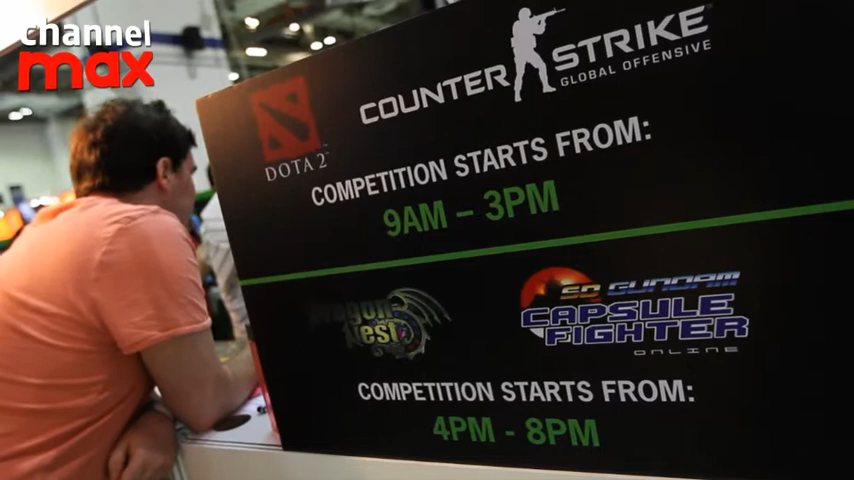 channel
max
DOTA 2
COUNTER STRIKE
GLOBAL OFFENSIVE
COMPETITION STARTS FROM:
9AM – 3PM
Dragon
Nest
SD GUNDAM
CAPSULE
FIGHTER
ONLINE
COMPETITION STARTS FROM:
4PM - 8PM